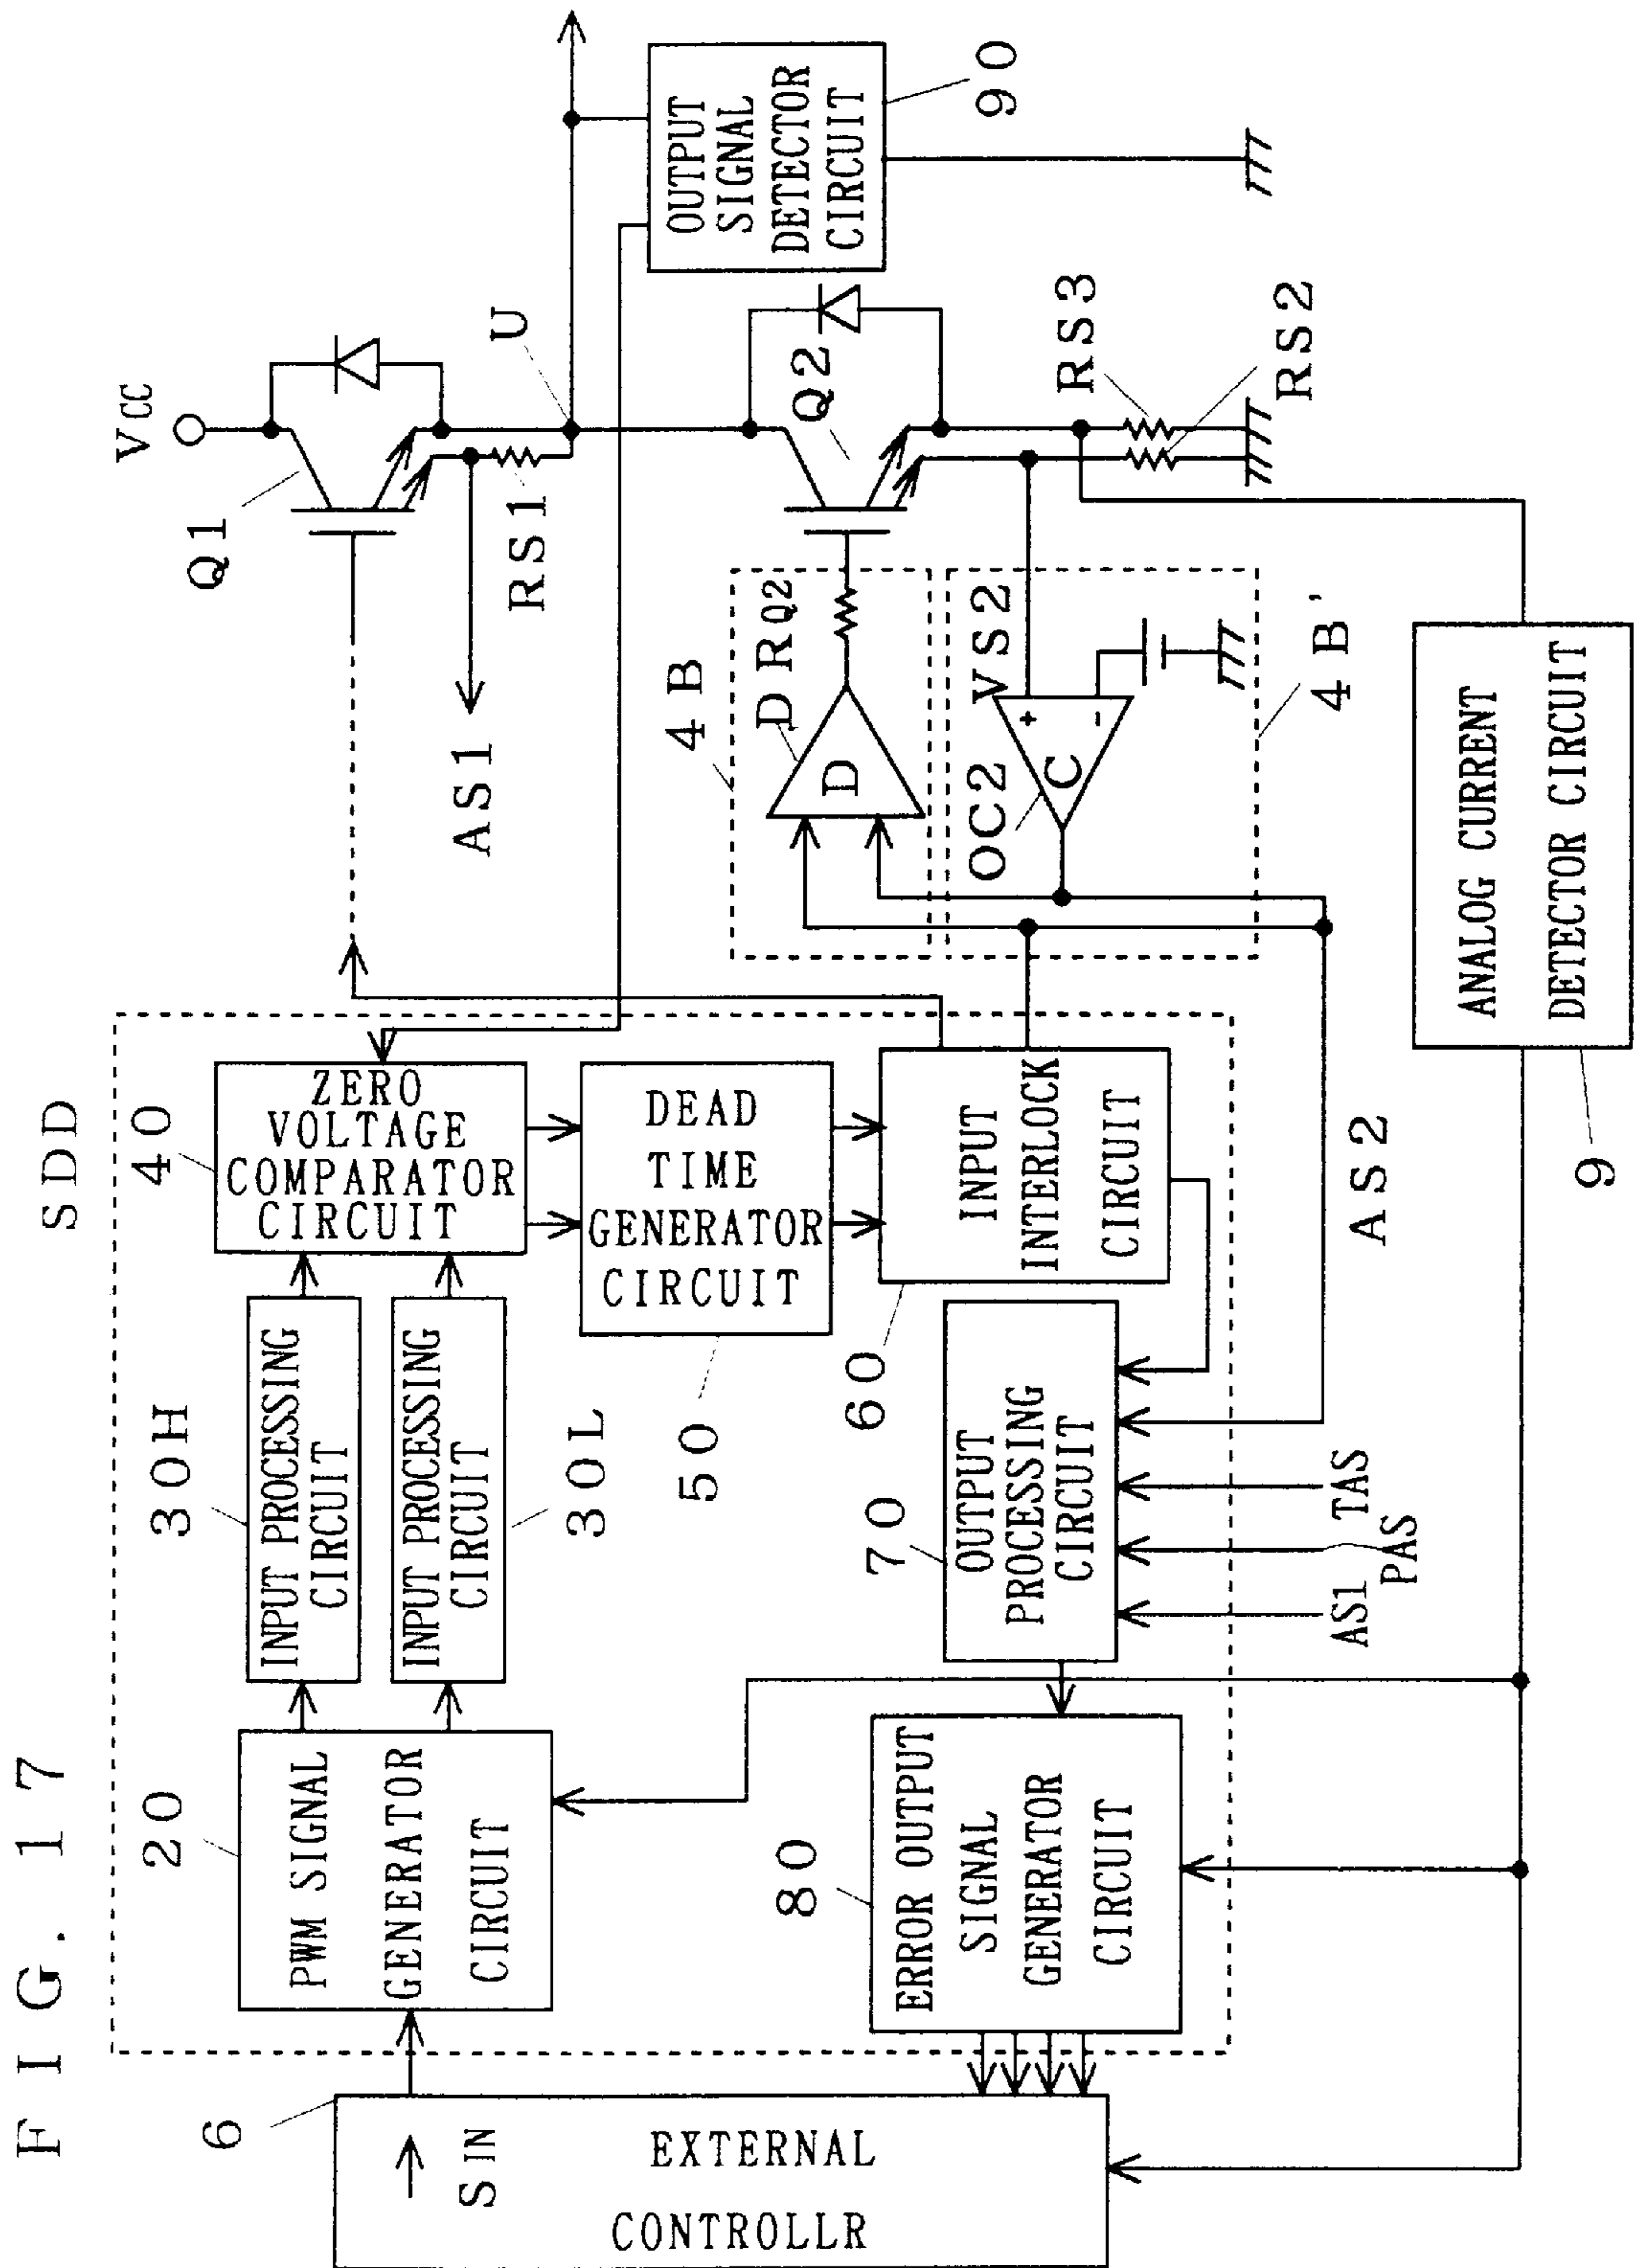 FIG. 17
SDD
6
S IN
EXTERNAL
CONTROLLR
20
PWM SIGNAL
GENERATOR
CIRCUIT
30H
INPUT PROCESSING
CIRCUIT
INPUT PROCESSING
CIRCUIT
30L
40
ZERO
VOLTAGE
COMPARATOR
CIRCUIT
DEAD
TIME
GENERATOR
CIRCUIT
50
INPUT
INTERLOCK
CIRCUIT
60
70
OUTPUT
PROCESSING
CIRCUIT
AS1
PAS
TAS
AS2
80
ERROR OUTPUT
SIGNAL
GENERATOR
CIRCUIT
VCC
Q1
RS1
AS1
U
OUTPUT
SIGNAL
DETECTOR
CIRCUIT
90
4B
DRQ2
D
Q2
OC2
VS2
C
+
-
4B'
RS3
RS2
ANALOG CURRENT
DETECTOR CIRCUIT
9